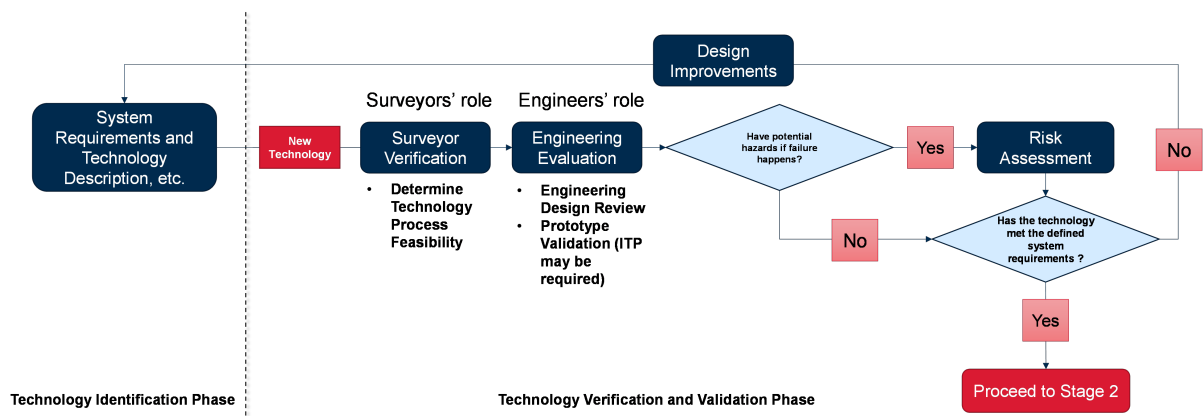 Design
Improvements
Surveyors' role
Engineers' role
System
Requirements and
Technology
Description, etc.
New
Technology
Surveyor
Verification
Engineering
Evaluation
Have potential
hazards if failure
happens?
Yes
Risk
Assessment
No
• Determine
Technology
Process
Feasibility
• Engineering
Design Review
• Prototype
Validation (ITP
may be
required)
No
Has the technology
met the defined
system
requirements ?
Yes
Proceed to Stage 2
Technology Identification Phase
Technology Verification and Validation Phase